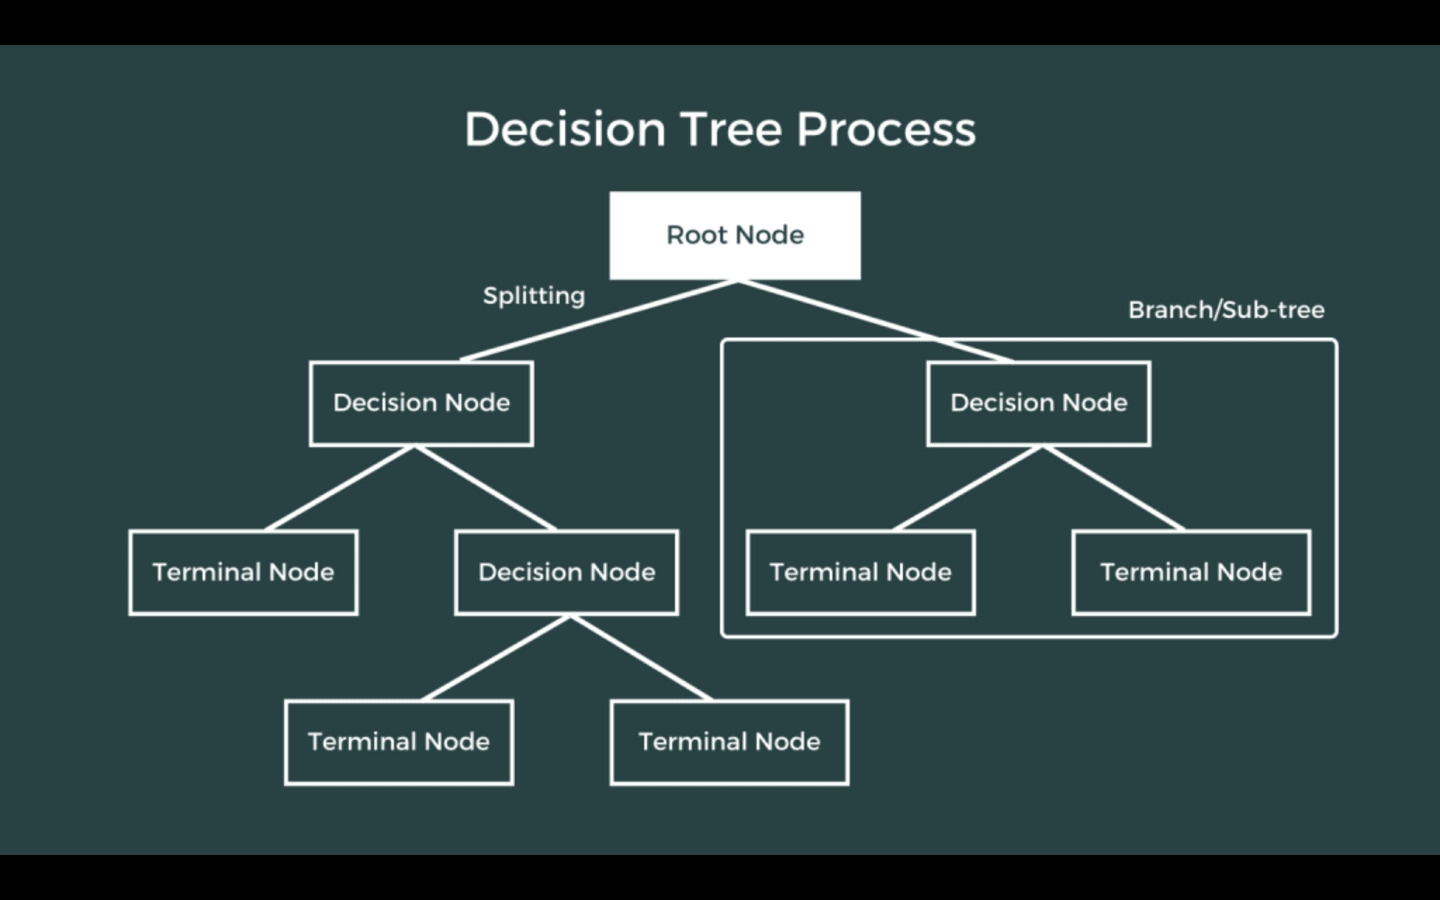 Decision Tree Process
Root Node
Splitting
Branch/Sub-tree
Decision Node
Decision Node
Terminal Node
Decision Node
Terminal Node
Terminal Node
Terminal Node
Terminal Node